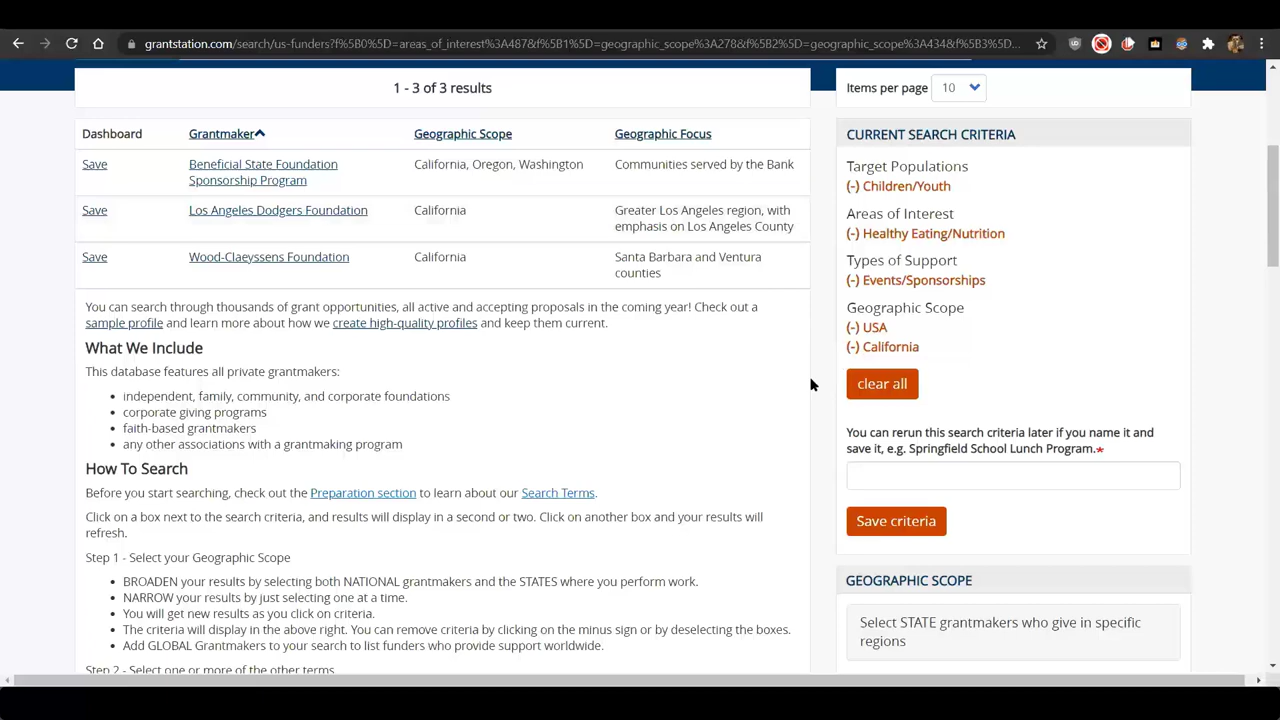 grantstation.com/search/us-funders?f%5B0%5D=areas_of_interest%3A487&f%5B1%5D=geographic_scope%3A278&f%5B2%5D=geographic_scope%3A434&f%5B3%5D...
1 - 3 of 3 results
Items per page 10
Dashboard Grantmaker Geographic Scope Geographic Focus
Save Beneficial State Foundation California, Oregon, Washington Communities served by the Bank
Sponsorship Program
Save Los Angeles Dodgers Foundation California Greater Los Angeles region, with
emphasis on Los Angeles County
Save Wood-Claeyssens Foundation California Santa Barbara and Ventura
counties
You can search through thousands of grant opportunities, all active and accepting proposals in the coming year! Check out a
sample profile and learn more about how we create high-quality profiles and keep them current.
What We Include
This database features all private grantmakers:
• independent, family, community, and corporate foundations
• corporate giving programs
• faith-based grantmakers
• any other associations with a grantmaking program
How To Search
Before you start searching, check out the Preparation section to learn about our Search Terms.
Click on a box next to the search criteria, and results will display in a second or two. Click on another box and your results will
refresh.
Step 1 - Select your Geographic Scope
• BROADEN your results by selecting both NATIONAL grantmakers and the STATES where you perform work.
• NARROW your results by just selecting one at a time.
• You will get new results as you click on criteria.
• The criteria will display in the above right. You can remove criteria by clicking on the minus sign or by deselecting the boxes.
• Add GLOBAL Grantmakers to your search to list funders who provide support worldwide.
Step 2 - Select one or more of the other terms
CURRENT SEARCH CRITERIA
Target Populations
(-) Children/Youth
Areas of Interest
(-) Healthy Eating/Nutrition
Types of Support
(-) Events/Sponsorships
Geographic Scope
(-) USA
(-) California
clear all
You can rerun this search criteria later if you name it and
save it, e.g. Springfield School Lunch Program.*
Save criteria
GEOGRAPHIC SCOPE
Select STATE grantmakers who give in specific
regions